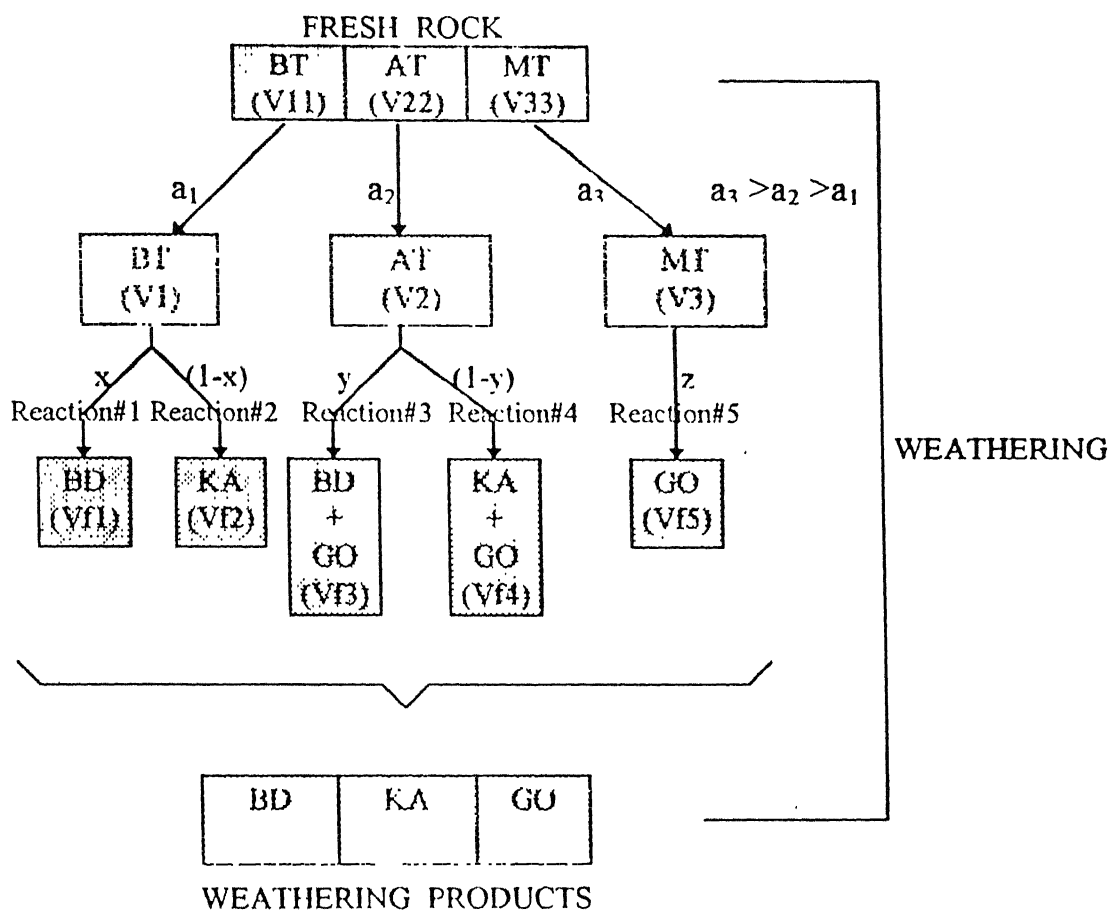 FRESH ROCK
BT AT MT
(V11) (V22) (V33)
a1 a2 a3 a3 >a2 >a1
BT AT MT
(V1) (V2) (V3)
x (1-x) y (1-y) z
Reaction#1 Reaction#2 Reaction#3 Reaction#4 Reaction#5
WEATHERING
BD KA BD KA GO
(Vf1) (Vf2) + + (Vf5)
GO GO
(Vf3) (Vf4)
BD KA GO
WEATHERING PRODUCTS